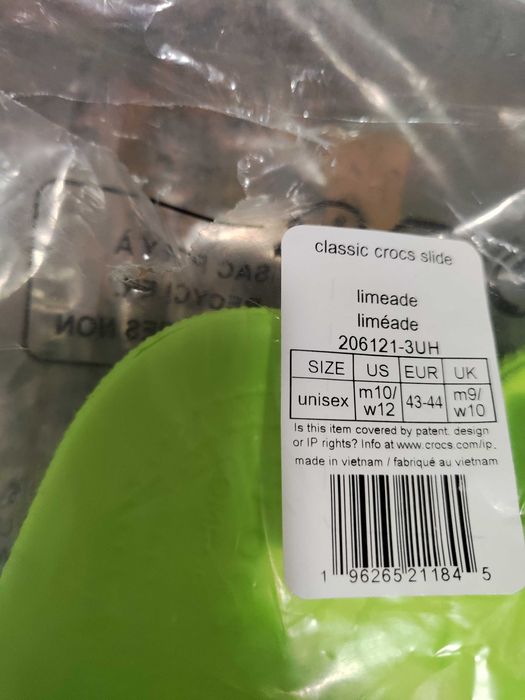 classic crocs slide
limeade
liméade
206121-3UH
SIZE US EUR UK
unisex m10/ w12 43-44 m9/ w10
Is this item covered by patent, design
or IP rights? Info at www.crocs.com/ip.
made in vietnam / fabriqué au vietnam
1 96265 21184 5